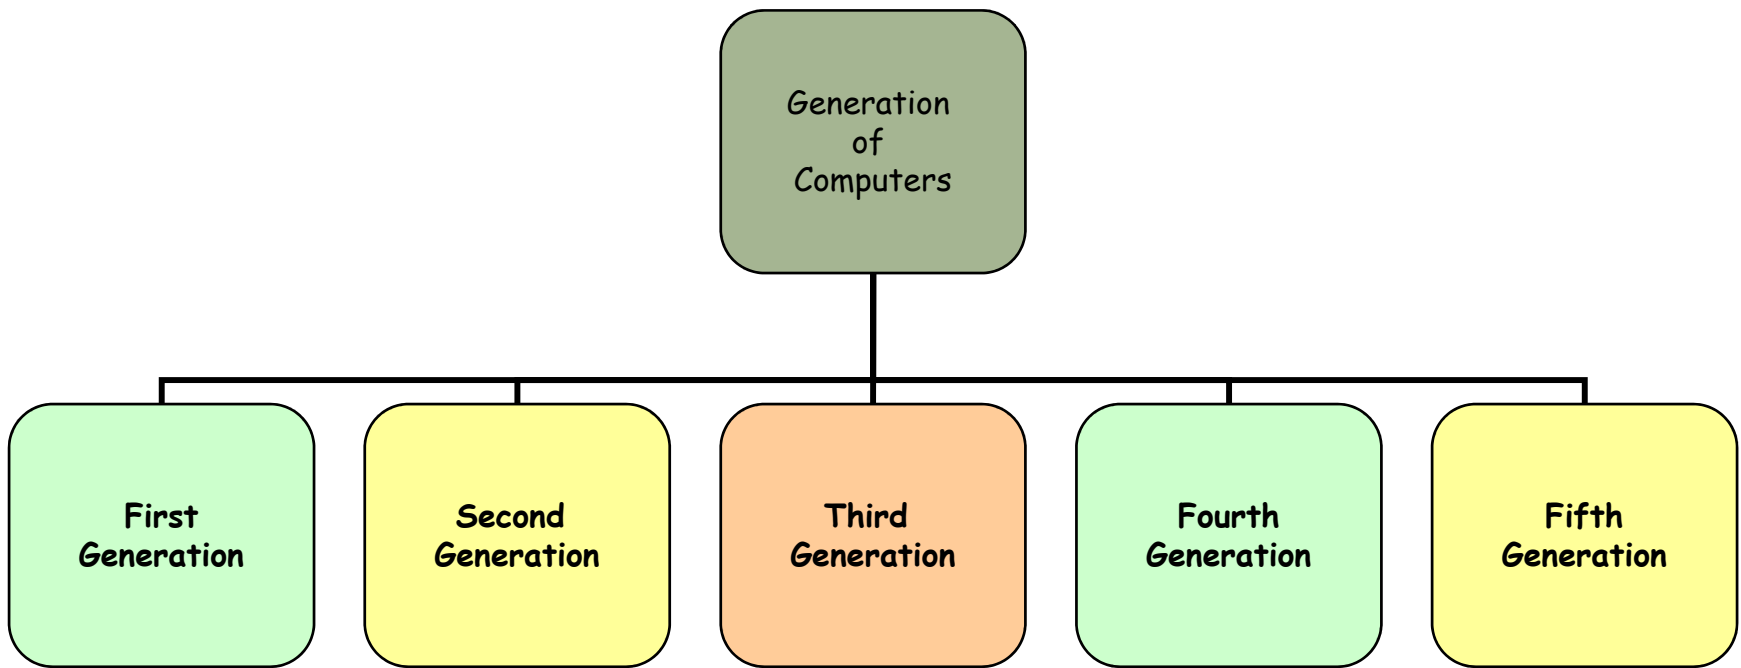 Generation
of
Computers
First
Generation
Second
Generation
Third
Generation
Fourth
Generation
Fifth
Generation